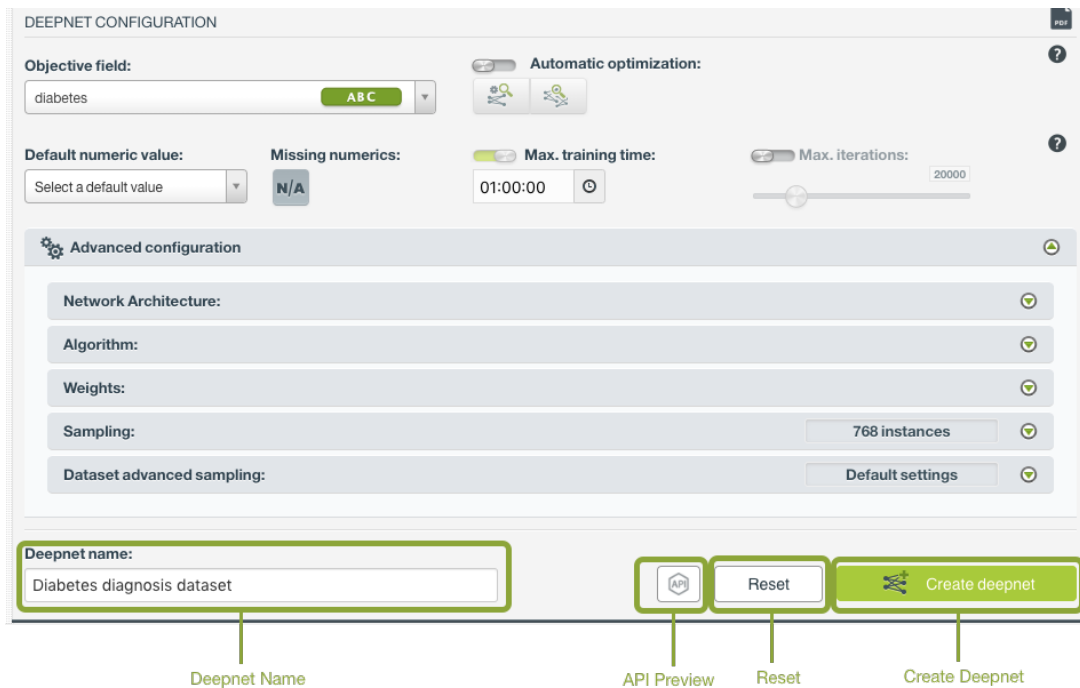 DEEPNET CONFIGURATION
PDF
?
Objective field:
Automatic optimization:
diabetes
ABC
?
Default numeric value:
Missing numerics:
Max. training time:
Max. iterations:
Select a default value
N/A
01:00:00
20000
Advanced configuration
Network Architecture:
Algorithm:
Weights:
Sampling:
768 instances
Dataset advanced sampling:
Default settings
Deepnet name:
Diabetes diagnosis dataset
API
Reset
Create deepnet
Deepnet Name
API Preview
Reset
Create Deepnet